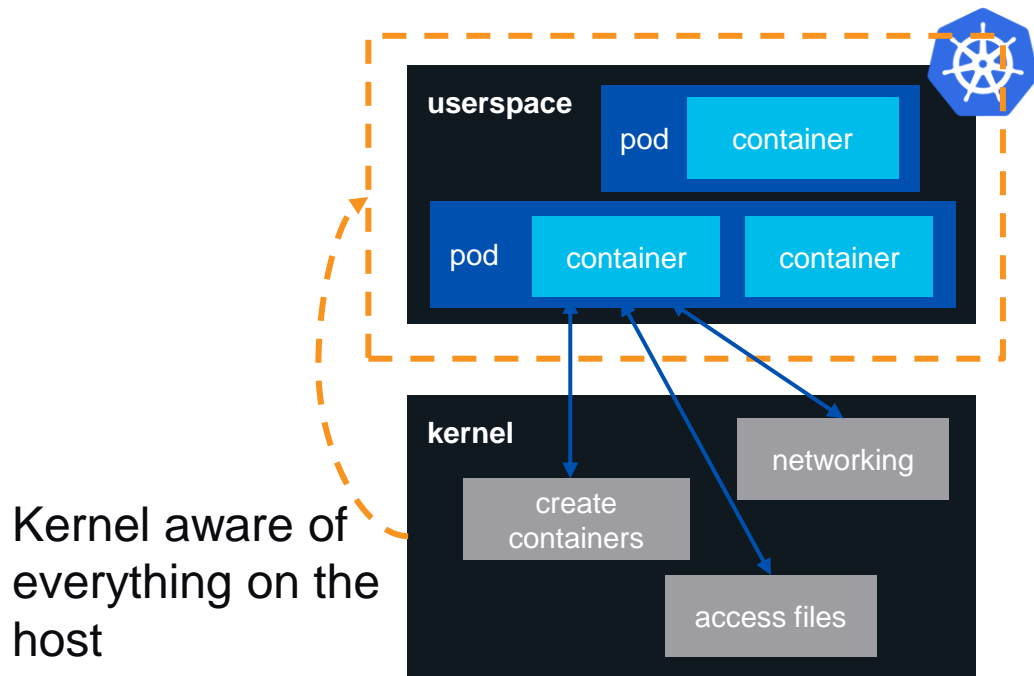 userspace
pod
container
pod
container
container
kernel
networking
create
containers
access files
Kernel aware of
everything on the
host